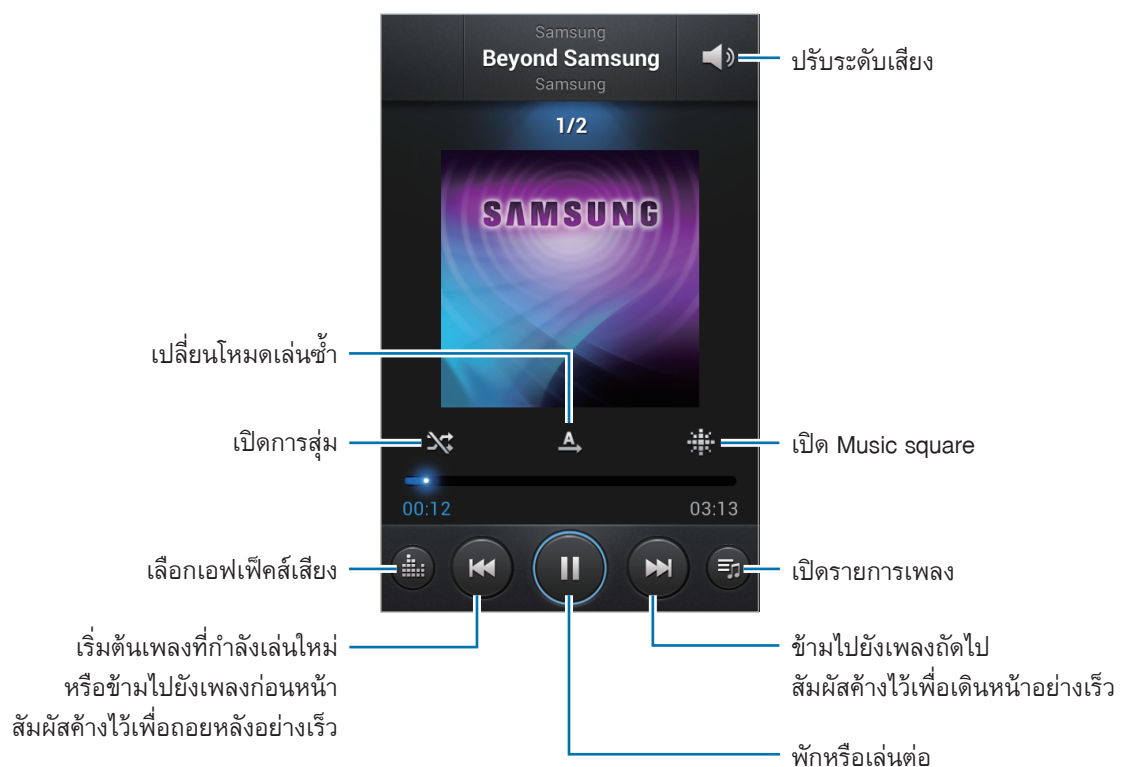 Samsung
Beyond Samsung
Samsung
ปรับระดับเสียง
1/2
SAMSUNG
เปลี่ยนโหมดเล่นซ้ำ
เปิดการสุ่ม
A
เปิด Music square
00:12
03:13
เลือกเอฟเฟ็คส์เสียง
เปิดรายการเพลง
เริ่มต้นเพลงที่กำลังเล่นใหม่
หรือข้ามไปยังเพลงก่อนหน้า
สัมผัสค้างไว้เพื่อถอยหลังอย่างเร็ว
ข้ามไปยังเพลงถัดไป
สัมผัสค้างไว้เพื่อเดินหน้าอย่างเร็ว
พักหรือเล่นต่อ